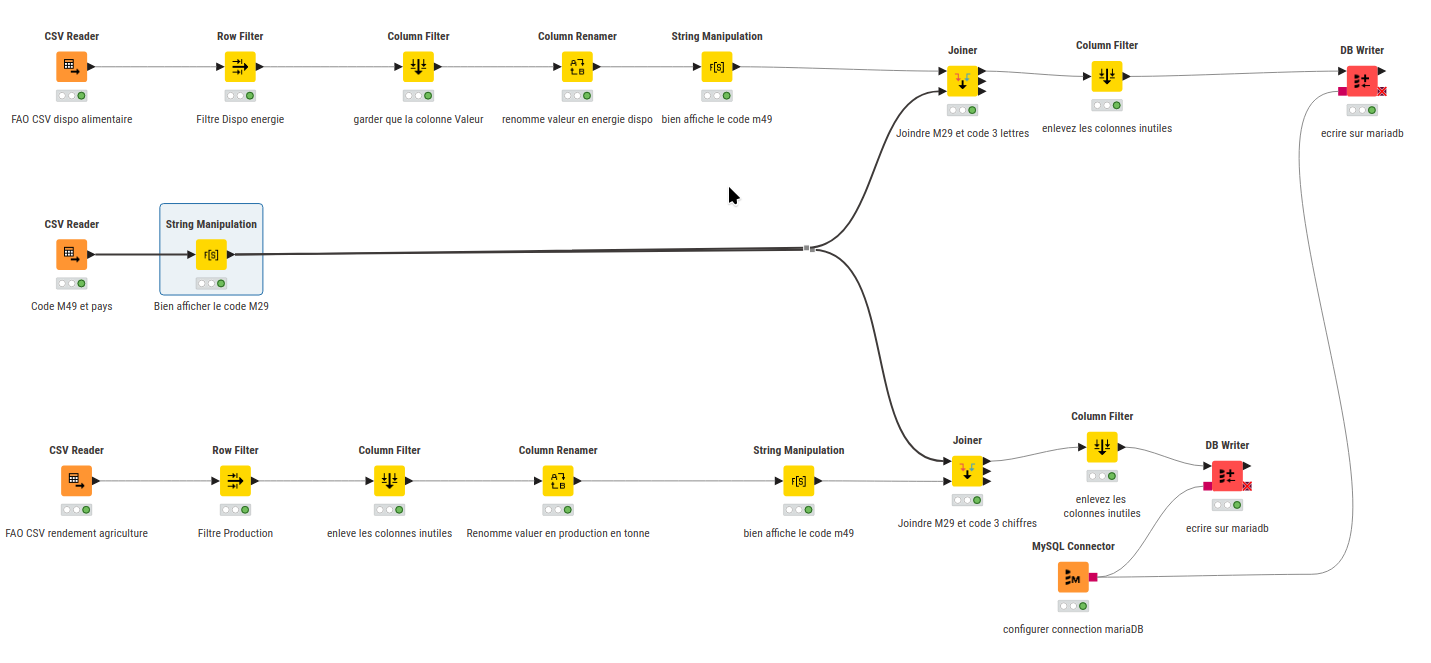 CSV Reader
Row Filter
Column Filter
Column Renamer
String Manipulation
Joiner
Column Filter
DB Writer
A
B
F[S]
FAO CSV dispo alimentaire
Filtre Dispo energie
garder que la colonne Valeur
renomme valeur en energie dispo
bien affiche le code m49
Joindre M29 et code 3 lettres
enlevez les colonnes inutiles
ecrire sur mariadb
CSV Reader
String Manipulation
F[S]
Code M49 et pays
Bien afficher le code M29
CSV Reader
Row Filter
Column Filter
Column Renamer
String Manipulation
Joiner
Column Filter
DB Writer
A
B
F[S]
FAO CSV rendement agriculture
Filtre Production
enleve les colonnes inutiles
Renomme valuer en production en tonne
bien affiche le code m49
Joindre M29 et code 3 chiffres
enlevez les
colonnes inutiles
ecrire sur mariadb
MySQL Connector
M
configurer connection mariaDB